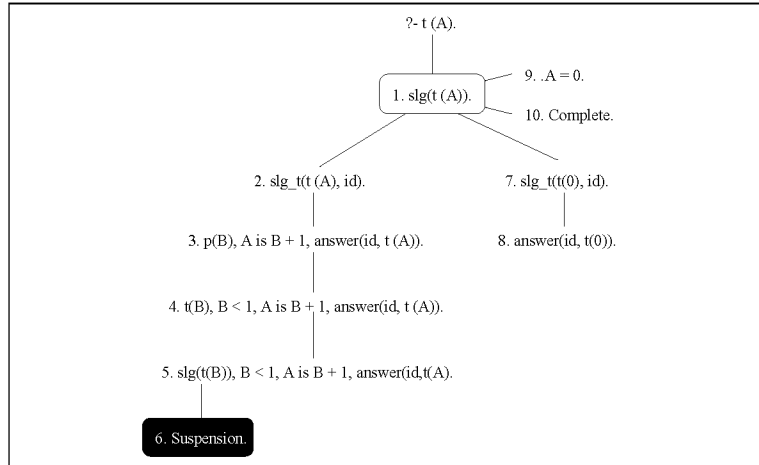 ?- t (A).
9. .A = 0.
1. slg(t (A)).
10. Complete.
2. slg_t(t (A), id).
7. slg_t(t(0), id).
3. p(B), A is B + 1, answer(id, t (A)).
8. answer(id, t(0)).
4. t(B), B < 1, A is B + 1, answer(id, t (A)).
5. slg(t(B)), B < 1, A is B + 1, answer(id,t(A).
6. Suspension.